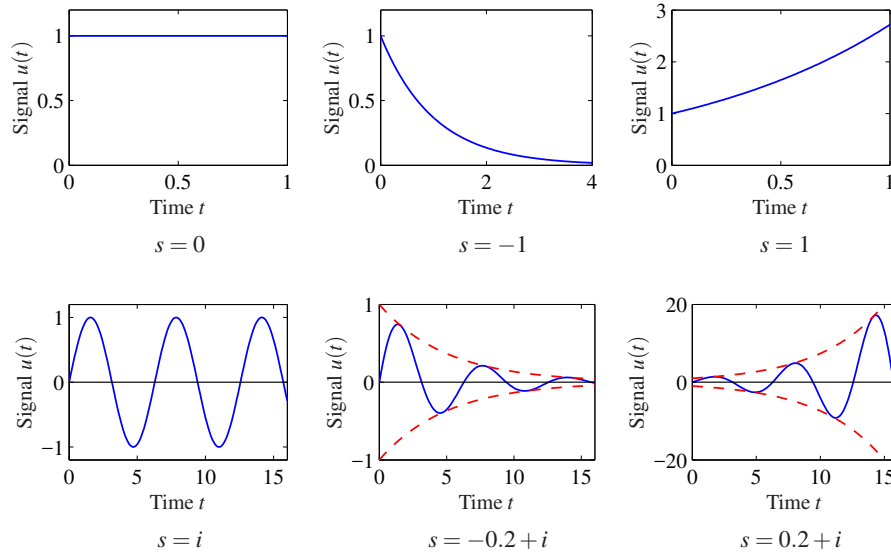 1
0.5
0
0
0.5
1
Signal u(t)
Time t
s = 0
1
0.5
0
0
2
4
Signal u(t)
Time t
s = −1
3
2
1
0
0
0.5
1
Signal u(t)
Time t
s = 1
1
0
−1
0
5
10
15
Signal u(t)
Time t
s = i
1
0
−1
0
5
10
15
Signal u(t)
Time t
s = −0.2 + i
20
0
−20
0
5
10
15
Signal u(t)
Time t
s = 0.2 + i